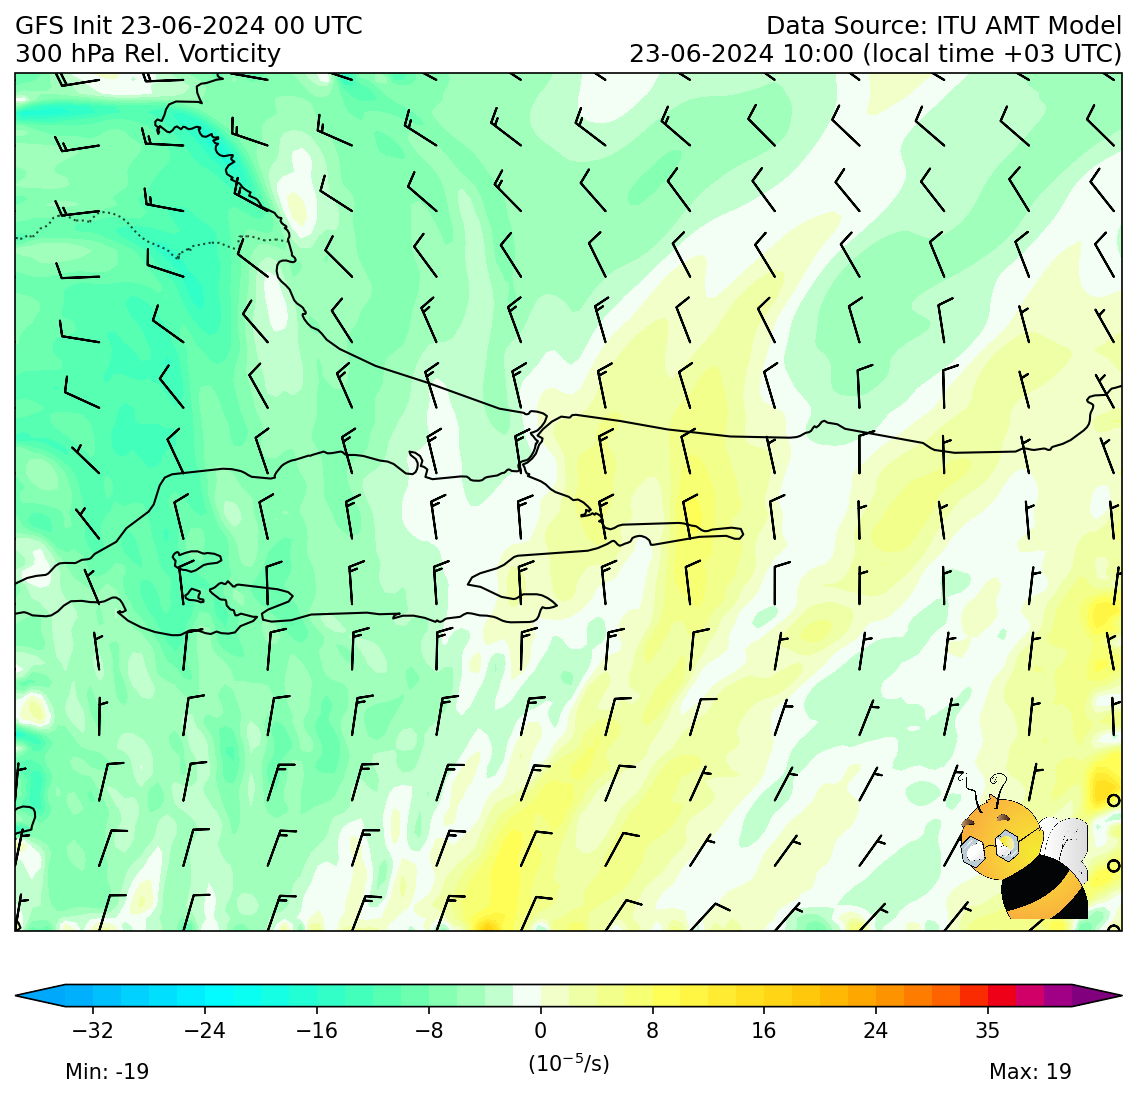 GFS Init 23-06-2024 00 UTC
Data Source: ITU AMT Model
300 hPa Rel. Vorticity
23-06-2024 10:00 (local time +03 UTC)
−32 −24 −16 −8 0 8 16 24 35
(10⁻⁵/s)
Min: -19
Max: 19